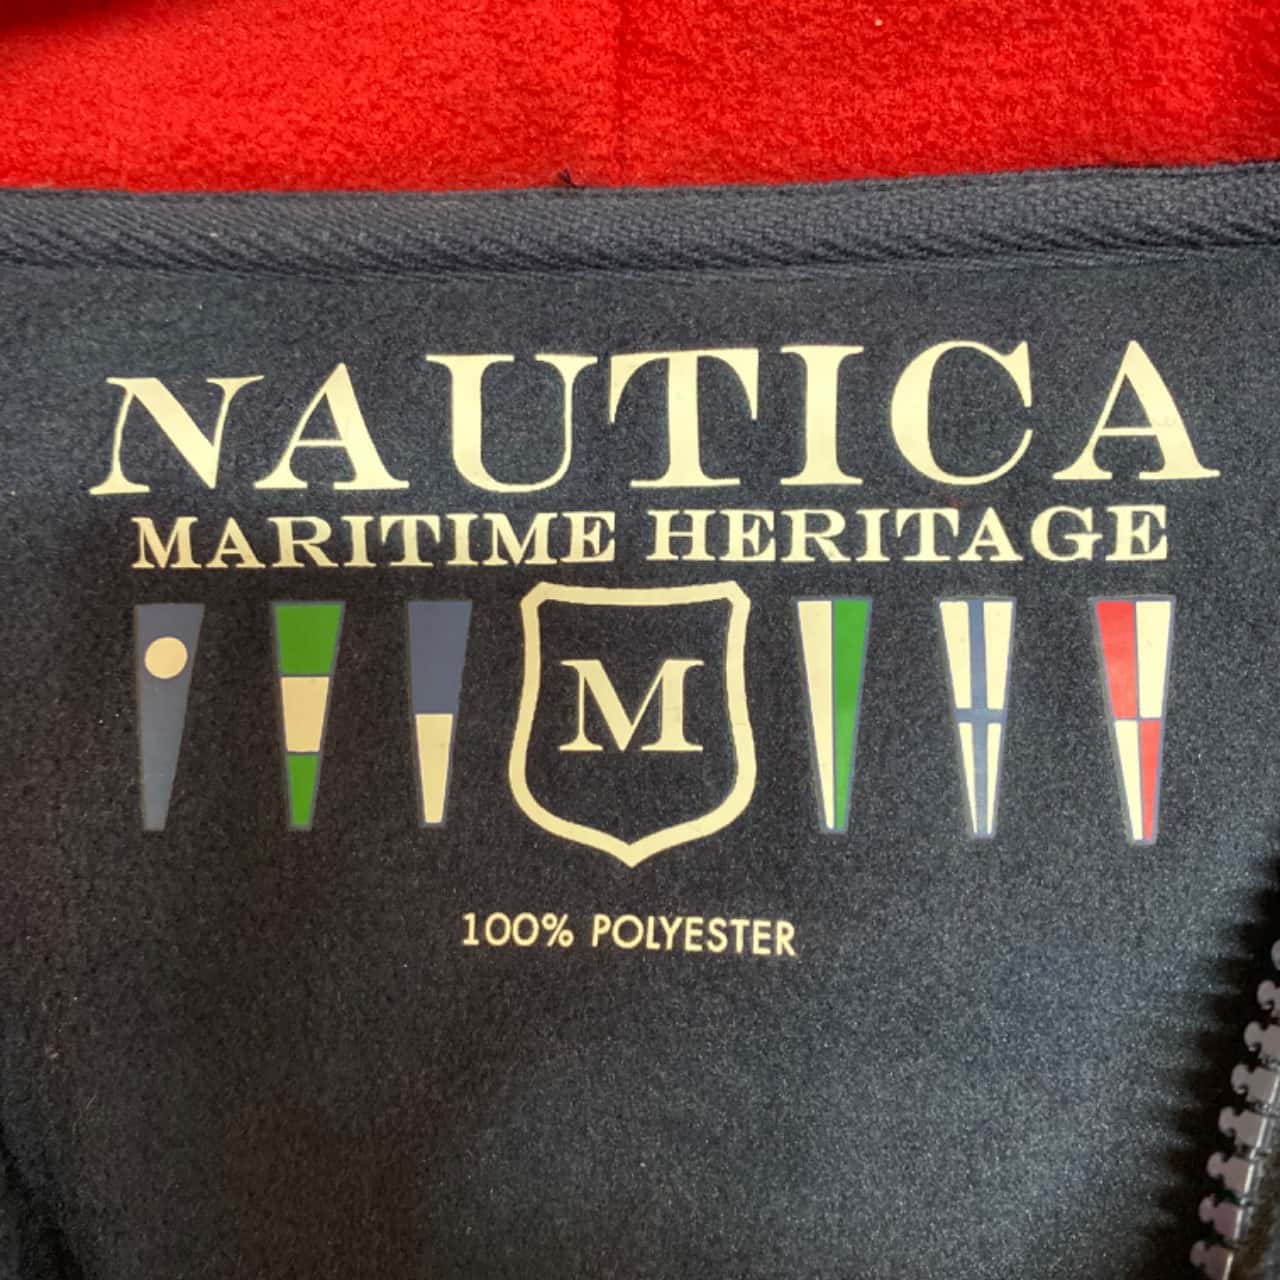 NAUTICA
MARITIME HERITAGE
M
100% POLYESTER